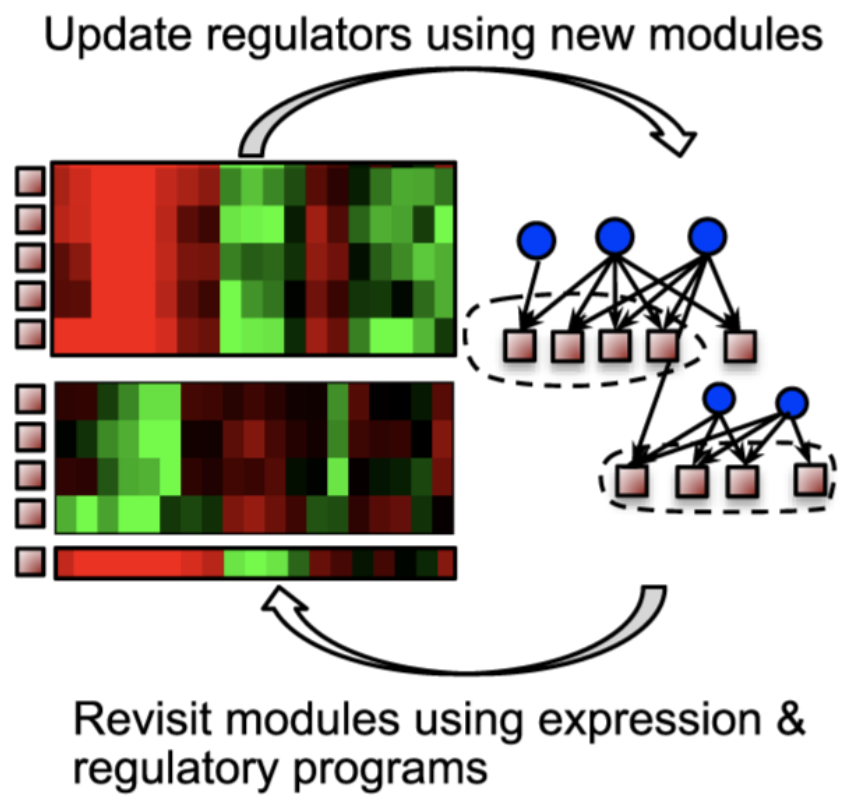 Update regulators using new modules
Revisit modules using expression &
regulatory programs